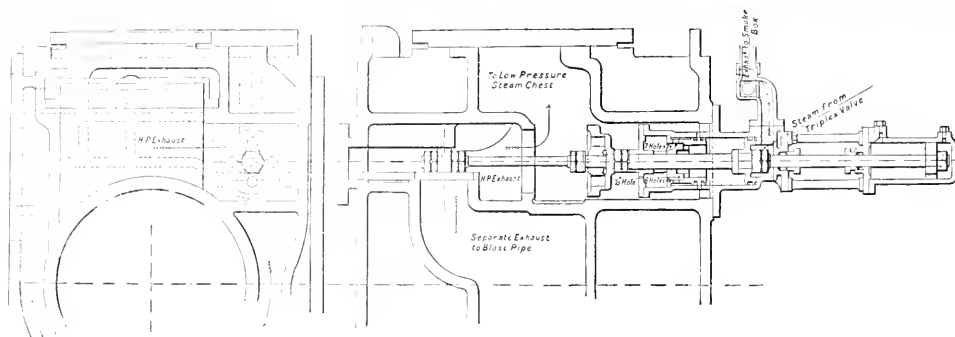 H.P. Exhaust
To Low Pressure
Steam Chest
H.P. Exhaust
Separate Exhaust
to Blast Pipe
Hole
Holes
Holes
Exhaust to Smoke
Box
Steam from
Triplex Valve